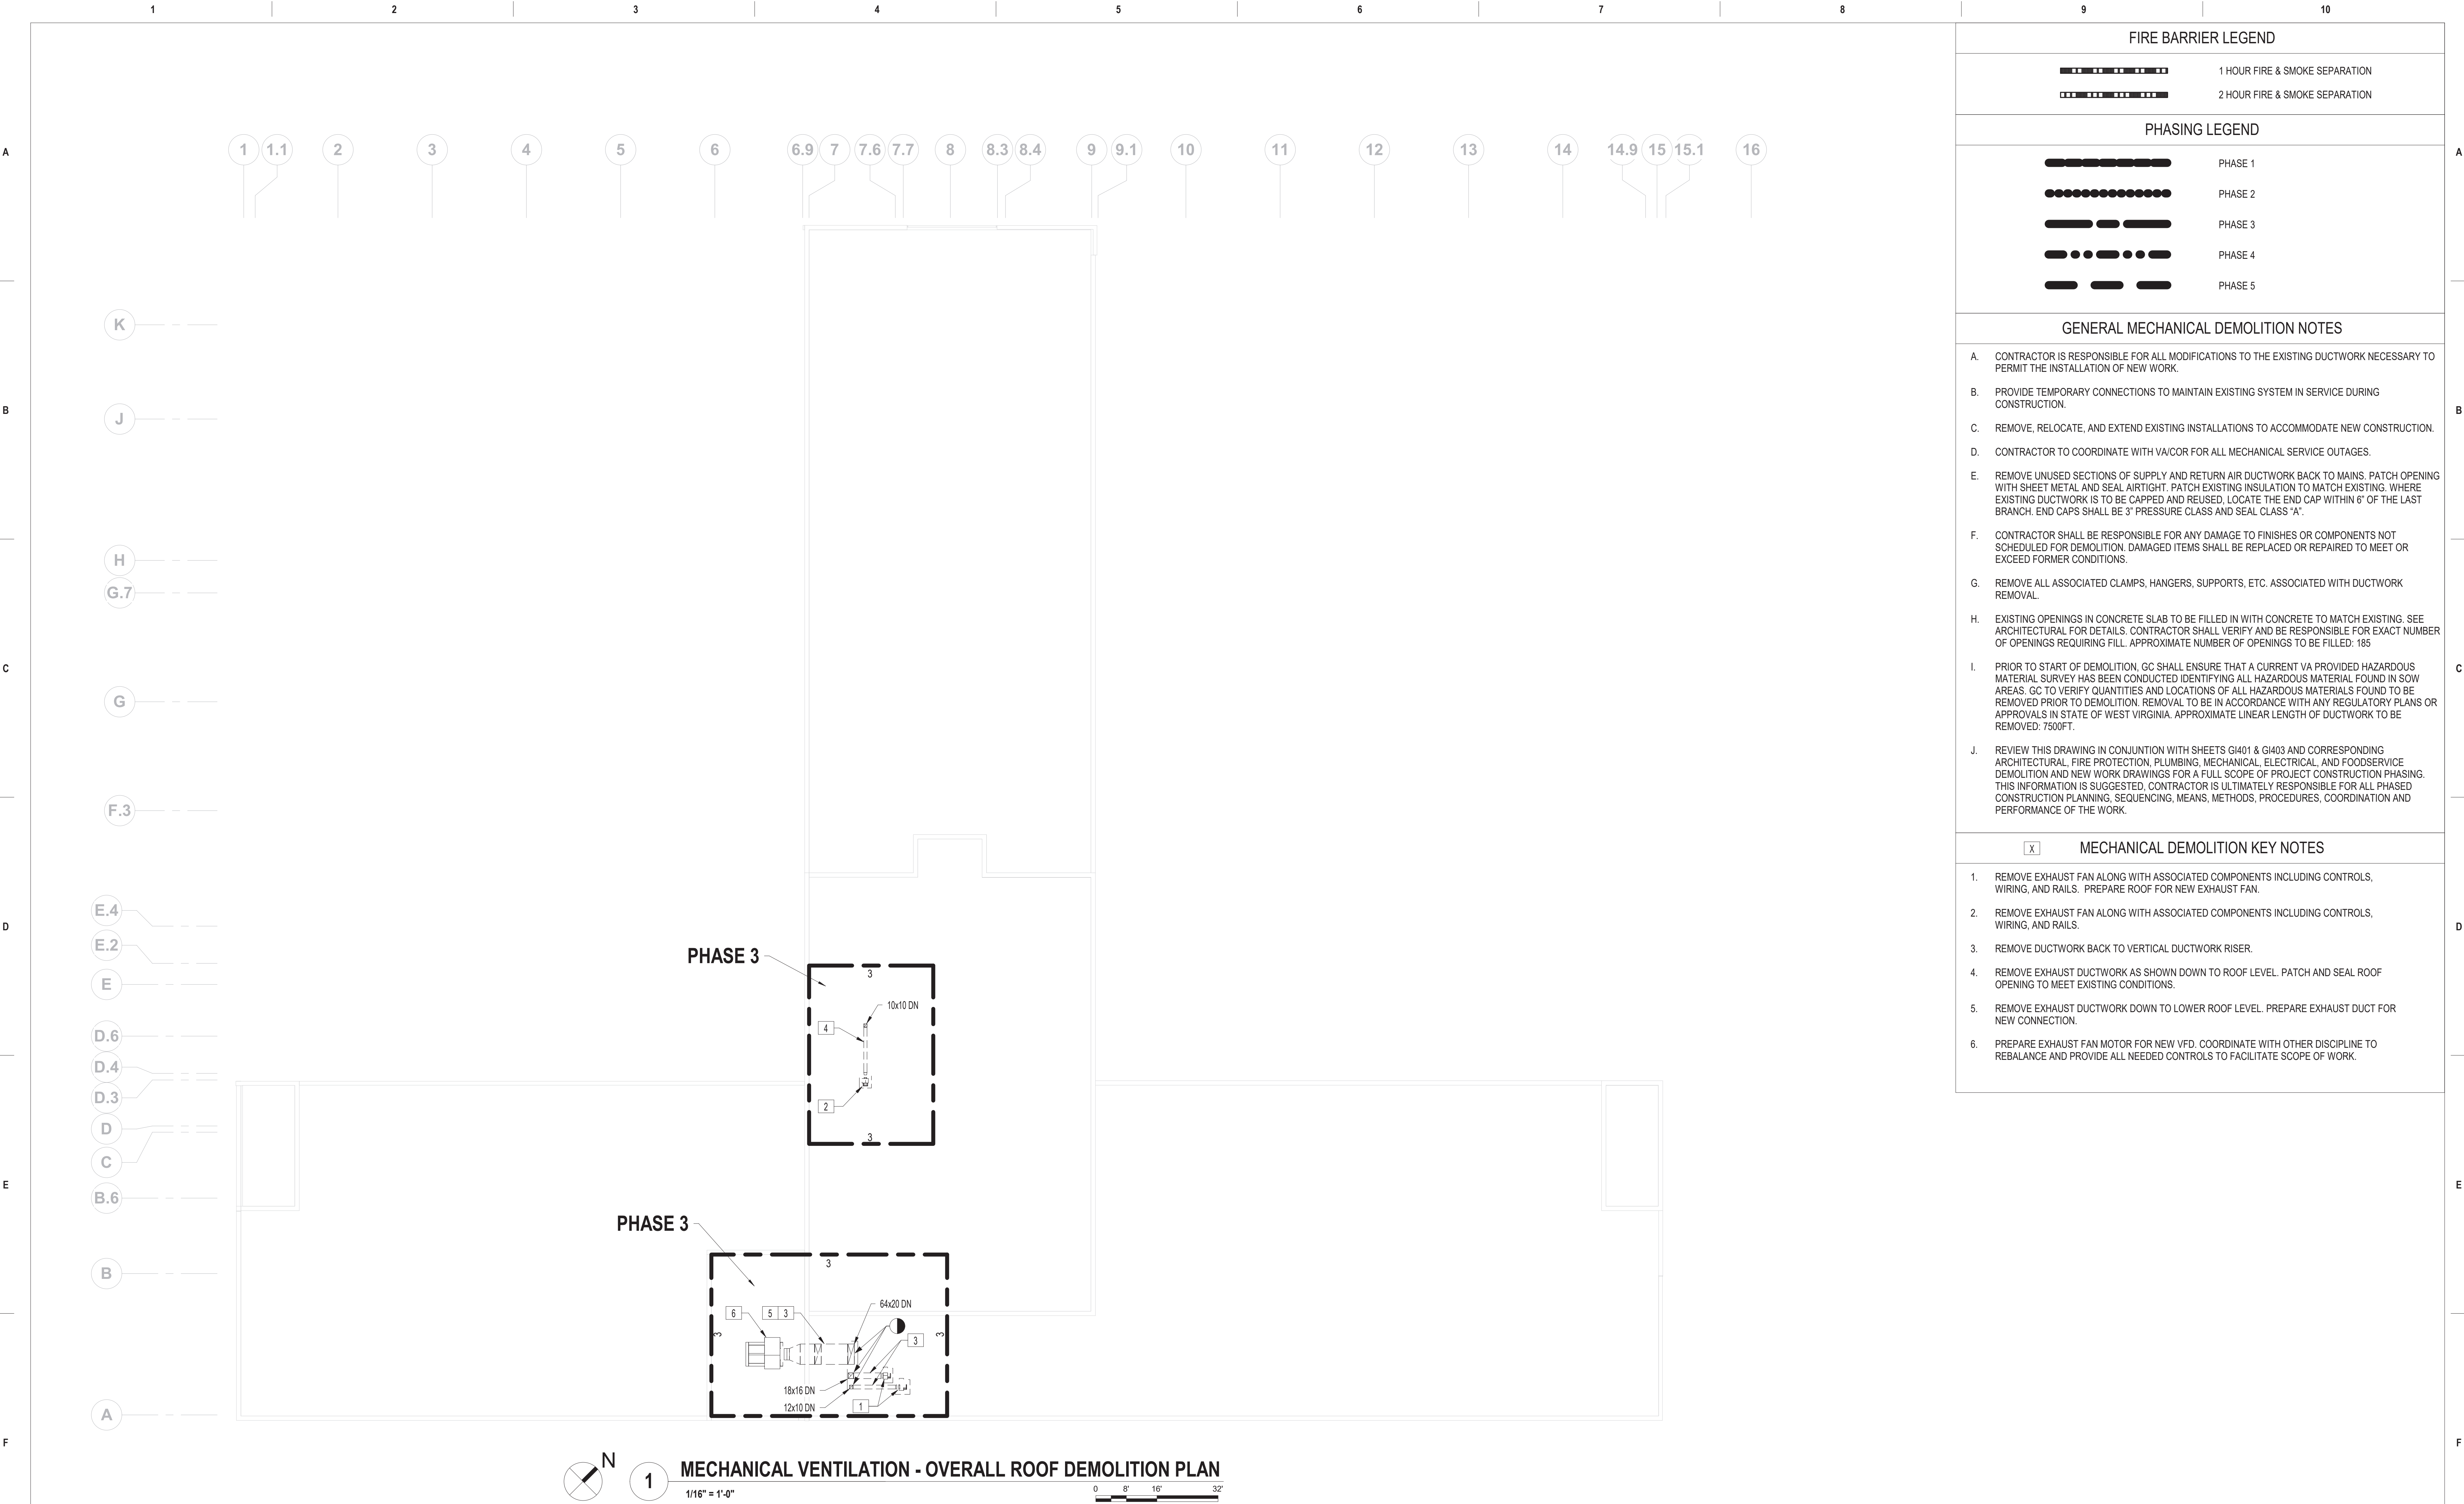 1 2 3 4 5 6 7 8 9 10
FIRE BARRIER LEGEND
1 HOUR FIRE & SMOKE SEPARATION
2 HOUR FIRE & SMOKE SEPARATION
PHASING LEGEND
PHASE 1
PHASE 2
PHASE 3
PHASE 4
PHASE 5
GENERAL MECHANICAL DEMOLITION NOTES
A. CONTRACTOR IS RESPONSIBLE FOR ALL MODIFICATIONS TO THE EXISTING DUCTWORK NECESSARY TO
PERMIT THE INSTALLATION OF NEW WORK.
B. PROVIDE TEMPORARY CONNECTIONS TO MAINTAIN EXISTING SYSTEM IN SERVICE DURING
CONSTRUCTION.
C. REMOVE, RELOCATE, AND EXTEND EXISTING INSTALLATIONS TO ACCOMMODATE NEW CONSTRUCTION.
D. CONTRACTOR TO COORDINATE WITH VA/COR FOR ALL MECHANICAL SERVICE OUTAGES.
E. REMOVE UNUSED SECTIONS OF SUPPLY AND RETURN AIR DUCTWORK BACK TO MAINS. PATCH OPENING
WITH SHEET METAL AND SEAL AIRTIGHT. PATCH EXISTING INSULATION TO MATCH EXISTING. WHERE
EXISTING DUCTWORK IS TO BE CAPPED AND REUSED, LOCATE THE END CAP WITHIN 6” OF THE LAST
BRANCH. END CAPS SHALL BE 3” PRESSURE CLASS AND SEAL CLASS “A”.
F. CONTRACTOR SHALL BE RESPONSIBLE FOR ANY DAMAGE TO FINISHES OR COMPONENTS NOT
SCHEDULED FOR DEMOLITION. DAMAGED ITEMS SHALL BE REPLACED OR REPAIRED TO MEET OR
EXCEED FORMER CONDITIONS.
G. REMOVE ALL ASSOCIATED CLAMPS, HANGERS, SUPPORTS, ETC. ASSOCIATED WITH DUCTWORK
REMOVAL.
H. EXISTING OPENINGS IN CONCRETE SLAB TO BE FILLED IN WITH CONCRETE TO MATCH EXISTING. SEE
ARCHITECTURAL FOR DETAILS. CONTRACTOR SHALL VERIFY AND BE RESPONSIBLE FOR EXACT NUMBER
OF OPENINGS REQUIRING FILL. APPROXIMATE NUMBER OF OPENINGS TO BE FILLED: 185
I. PRIOR TO START OF DEMOLITION, GC SHALL ENSURE THAT A CURRENT VA PROVIDED HAZARDOUS
MATERIAL SURVEY HAS BEEN CONDUCTED IDENTIFYING ALL HAZARDOUS MATERIAL FOUND IN SOW
AREAS. GC TO VERIFY QUANTITIES AND LOCATIONS OF ALL HAZARDOUS MATERIALS FOUND TO BE
REMOVED PRIOR TO DEMOLITION. REMOVAL TO BE IN ACCORDANCE WITH ANY REGULATORY PLANS OR
APPROVALS IN STATE OF WEST VIRGINIA. APPROXIMATE LINEAR LENGTH OF DUCTWORK TO BE
REMOVED: 7500FT.
J. REVIEW THIS DRAWING IN CONJUNTION WITH SHEETS GI401 & GI403 AND CORRESPONDING
ARCHITECTURAL, FIRE PROTECTION, PLUMBING, MECHANICAL, ELECTRICAL, AND FOODSERVICE
DEMOLITION AND NEW WORK DRAWINGS FOR A FULL SCOPE OF PROJECT CONSTRUCTION PHASING.
THIS INFORMATION IS SUGGESTED, CONTRACTOR IS ULTIMATELY RESPONSIBLE FOR ALL PHASED
CONSTRUCTION PLANNING, SEQUENCING, MEANS, METHODS, PROCEDURES, COORDINATION AND
PERFORMANCE OF THE WORK.
X MECHANICAL DEMOLITION KEY NOTES
1. REMOVE EXHAUST FAN ALONG WITH ASSOCIATED COMPONENTS INCLUDING CONTROLS,
WIRING, AND RAILS. PREPARE ROOF FOR NEW EXHAUST FAN.
2. REMOVE EXHAUST FAN ALONG WITH ASSOCIATED COMPONENTS INCLUDING CONTROLS,
WIRING, AND RAILS.
3. REMOVE DUCTWORK BACK TO VERTICAL DUCTWORK RISER.
4. REMOVE EXHAUST DUCTWORK AS SHOWN DOWN TO ROOF LEVEL. PATCH AND SEAL ROOF
OPENING TO MEET EXISTING CONDITIONS.
5. REMOVE EXHAUST DUCTWORK DOWN TO LOWER ROOF LEVEL. PREPARE EXHAUST DUCT FOR
NEW CONNECTION.
6. PREPARE EXHAUST FAN MOTOR FOR NEW VFD. COORDINATE WITH OTHER DISCIPLINE TO
REBALANCE AND PROVIDE ALL NEEDED CONTROLS TO FACILITATE SCOPE OF WORK.
1 1.1 2 3 4 5 6 6.9 7 7.6 7.7 8 8.3 8.4 9 9.1 10 11 12 13 14 14.9 15 15.1 16
A A
K
B B
J
H
G.7
C C
G
F.3
E.4
D D
E.2
E
D.6
D.4
D.3
D
C
E E
B.6
B
A
F F
PHASE 3
3
10x10 DN
4
2
3
PHASE 3
3
64x20 DN
6 5 3
3
3
3
18x16 DN
12x10 DN
1
N
1 MECHANICAL VENTILATION - OVERALL ROOF DEMOLITION PLAN
1/16" = 1'-0"
0 8' 16' 32'